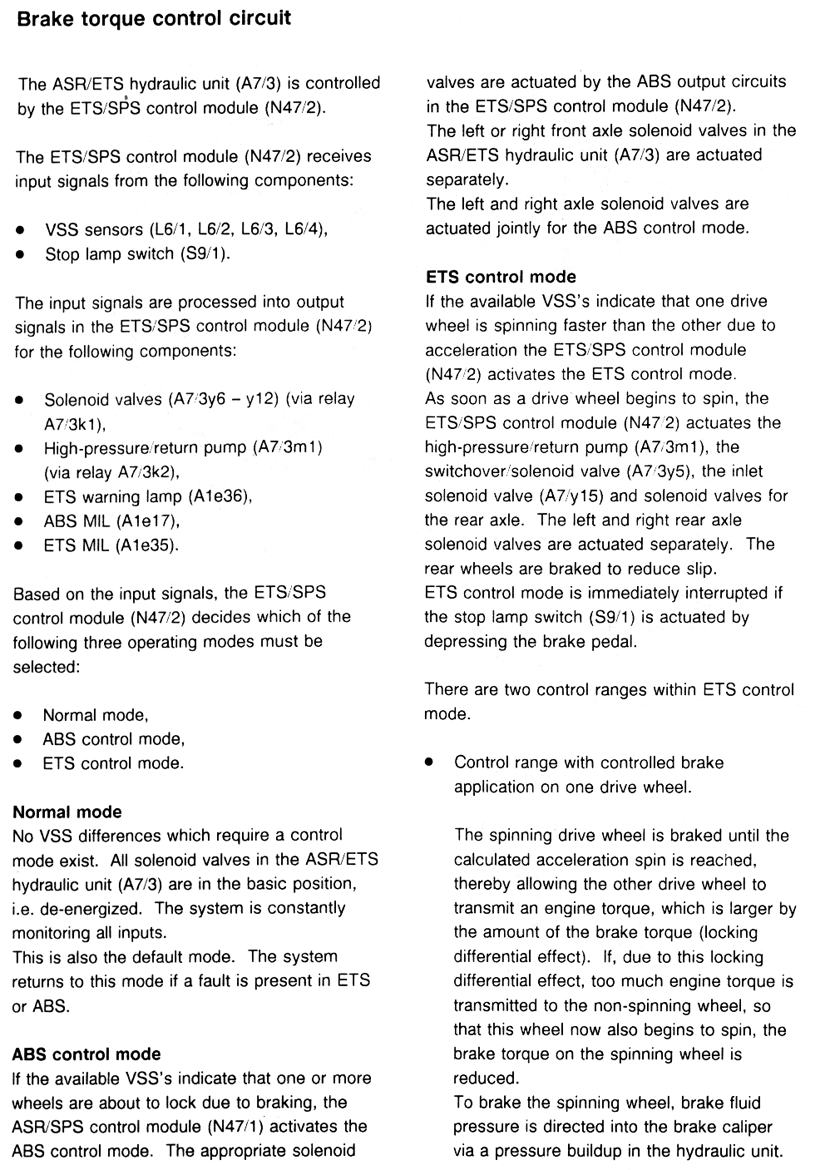 Brake torque control circuit
The ASR/ETS hydraulic unit (A7/3) is controlled
by the ETS/SPS control module (N47/2).
The ETS/SPS control module (N47/2) receives
input signals from the following components:
● VSS sensors (L6/1, L6/2, L6/3, L6/4),
● Stop lamp switch (S9/1).
The input signals are processed into output
signals in the ETS/SPS control module (N47/2)
for the following components:
● Solenoid valves (A7/3y6 – y12) (via relay
A7/3k1),
● High-pressure/return pump (A7/3m1)
(via relay A7/3k2),
● ETS warning lamp (A1e36),
● ABS MIL (A1e17),
● ETS MIL (A1e35).
Based on the input signals, the ETS/SPS
control module (N47/2) decides which of the
following three operating modes must be
selected:
● Normal mode,
● ABS control mode,
● ETS control mode.
Normal mode
No VSS differences which require a control
mode exist. All solenoid valves in the ASR/ETS
hydraulic unit (A7/3) are in the basic position,
i.e. de-energized. The system is constantly
monitoring all inputs.
This is also the default mode. The system
returns to this mode if a fault is present in ETS
or ABS.
ABS control mode
If the available VSS's indicate that one or more
wheels are about to lock due to braking, the
ASR/SPS control module (N47/1) activates the
ABS control mode. The appropriate solenoid
valves are actuated by the ABS output circuits
in the ETS/SPS control module (N47/2).
The left or right front axle solenoid valves in the
ASR/ETS hydraulic unit (A7/3) are actuated
separately.
The left and right axle solenoid valves are
actuated jointly for the ABS control mode.
ETS control mode
If the available VSS's indicate that one drive
wheel is spinning faster than the other due to
acceleration the ETS/SPS control module
(N47/2) activates the ETS control mode.
As soon as a drive wheel begins to spin, the
ETS/SPS control module (N47/2) actuates the
high-pressure/return pump (A7/3m1), the
switchover/solenoid valve (A7/3y5), the inlet
solenoid valve (A7/y15) and solenoid valves for
the rear axle. The left and right rear axle
solenoid valves are actuated separately. The
rear wheels are braked to reduce slip.
ETS control mode is immediately interrupted if
the stop lamp switch (S9/1) is actuated by
depressing the brake pedal.
There are two control ranges within ETS control
mode.
● Control range with controlled brake
application on one drive wheel.
The spinning drive wheel is braked until the
calculated acceleration spin is reached,
thereby allowing the other drive wheel to
transmit an engine torque, which is larger by
the amount of the brake torque (locking
differential effect). If, due to this locking
differential effect, too much engine torque is
transmitted to the non-spinning wheel, so
that this wheel now also begins to spin, the
brake torque on the spinning wheel is
reduced.
To brake the spinning wheel, brake fluid
pressure is directed into the brake caliper
via a pressure buildup in the hydraulic unit.